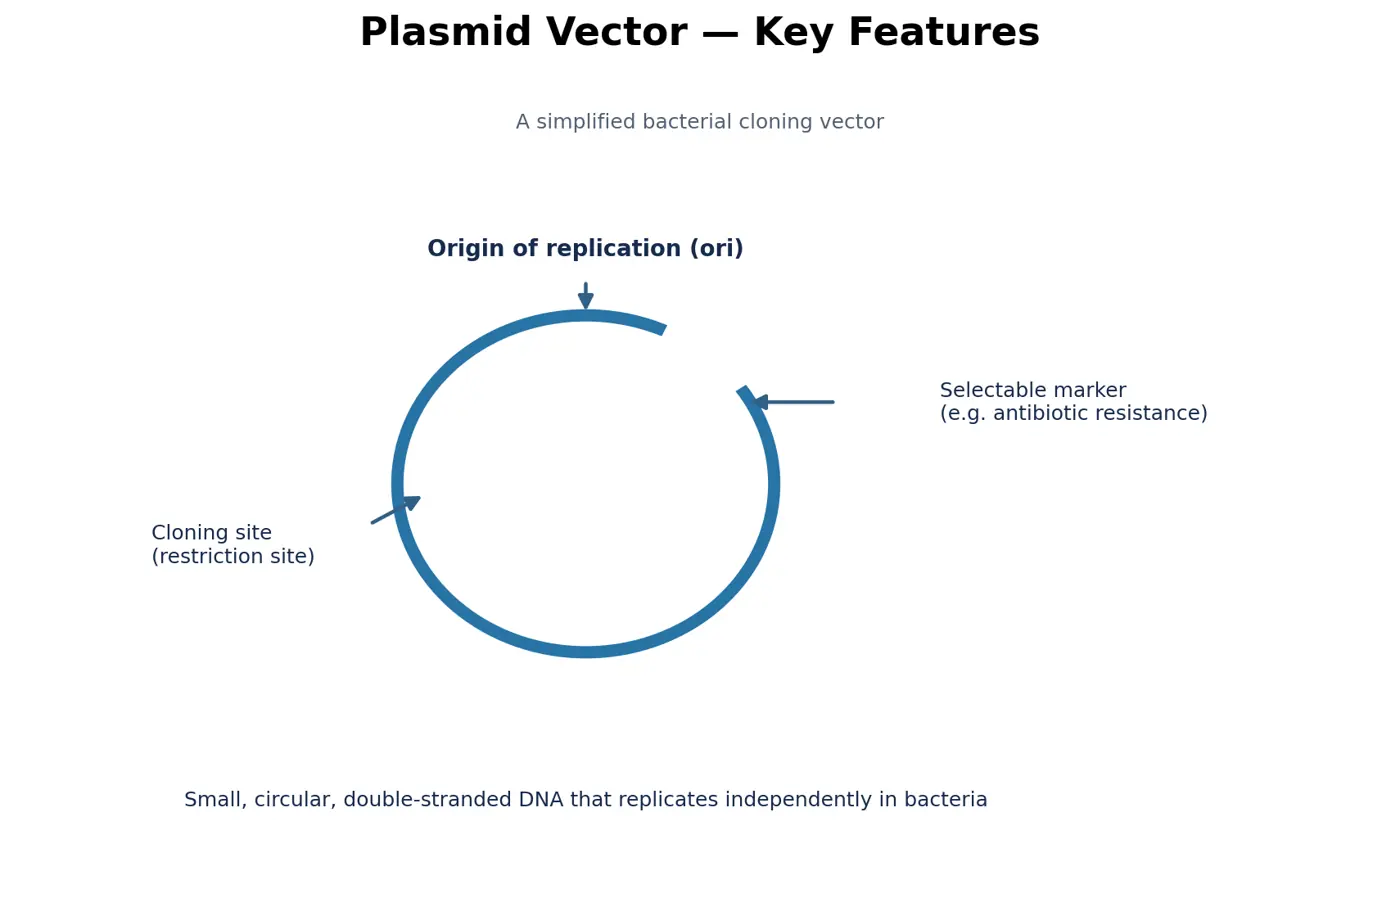 Plasmid Vector — Key Features
A simplified bacterial cloning vector
Origin of replication (ori)
Selectable marker
(e.g. antibiotic resistance)
Cloning site
(restriction site)
Small, circular, double-stranded DNA that replicates independently in bacteria